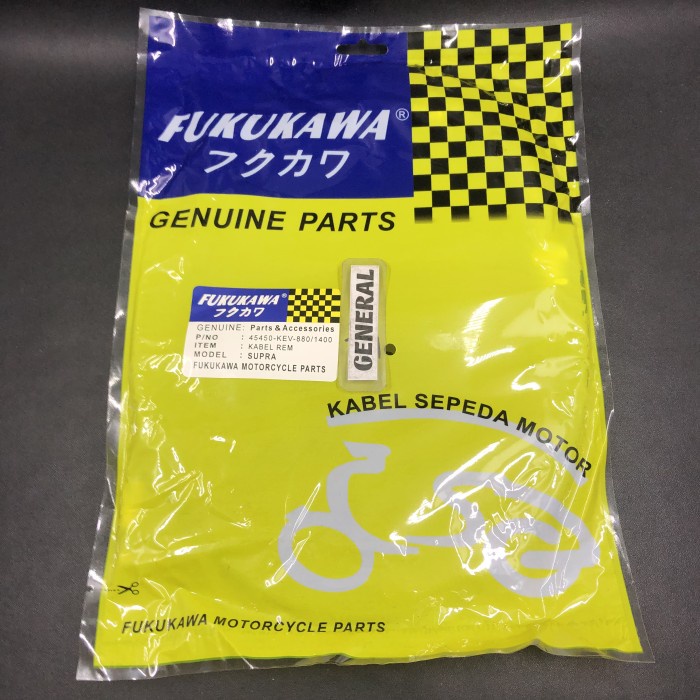 FUKUKAWA®
フクカワ
GENUINE PARTS
FUKUKAWA®
フクカワ
GENUINE: Parts & Accessories
P/NO : 45450-KEV-880/1400
ITEM : KABEL REM
MODEL : SUPRA
FUKUKAWA MOTORCYCLE PARTS
GENERAL
KABEL SEPEDA MOTOR
FUKUKAWA MOTORCYCLE PARTS